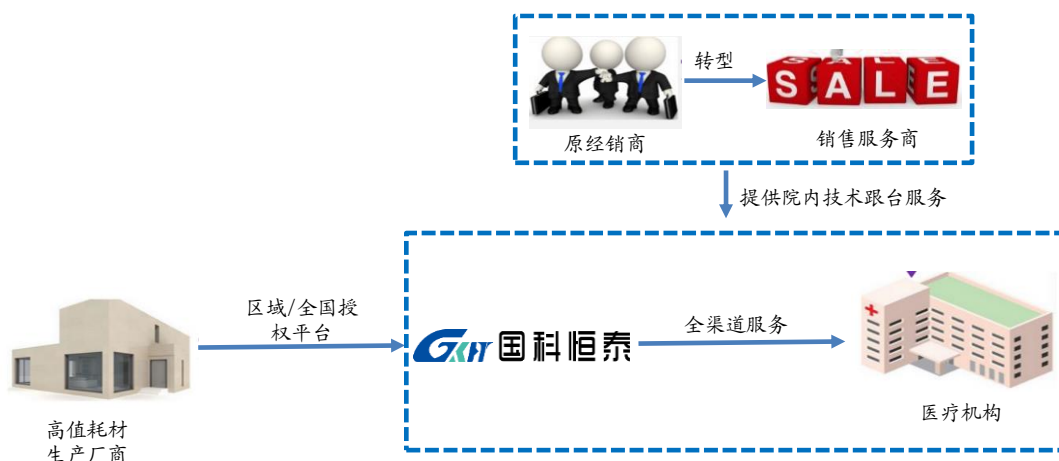 转型
SALE
原经销商
销售服务商
提供院内技术跟台服务
区域/全国授
权平台
GKHT 国科恒泰
全渠道服务
高值耗材
生产厂商
医疗机构